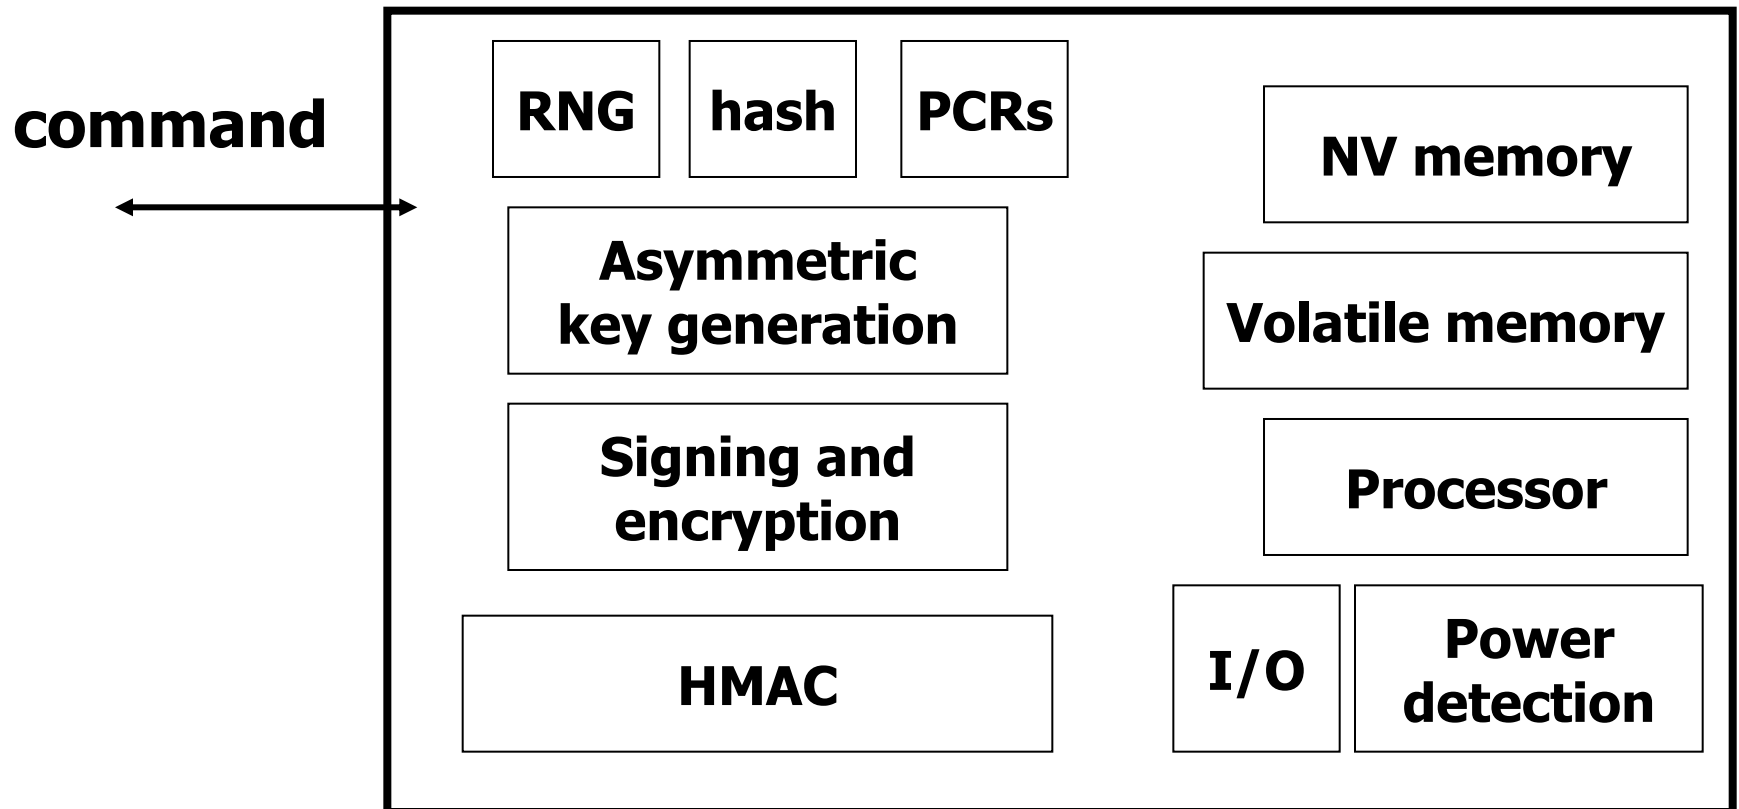 command
RNG
hash
PCRs
Asymmetric
key generation
Signing and
encryption
HMAC
NV memory
Volatile memory
Processor
I/O
Power
detection